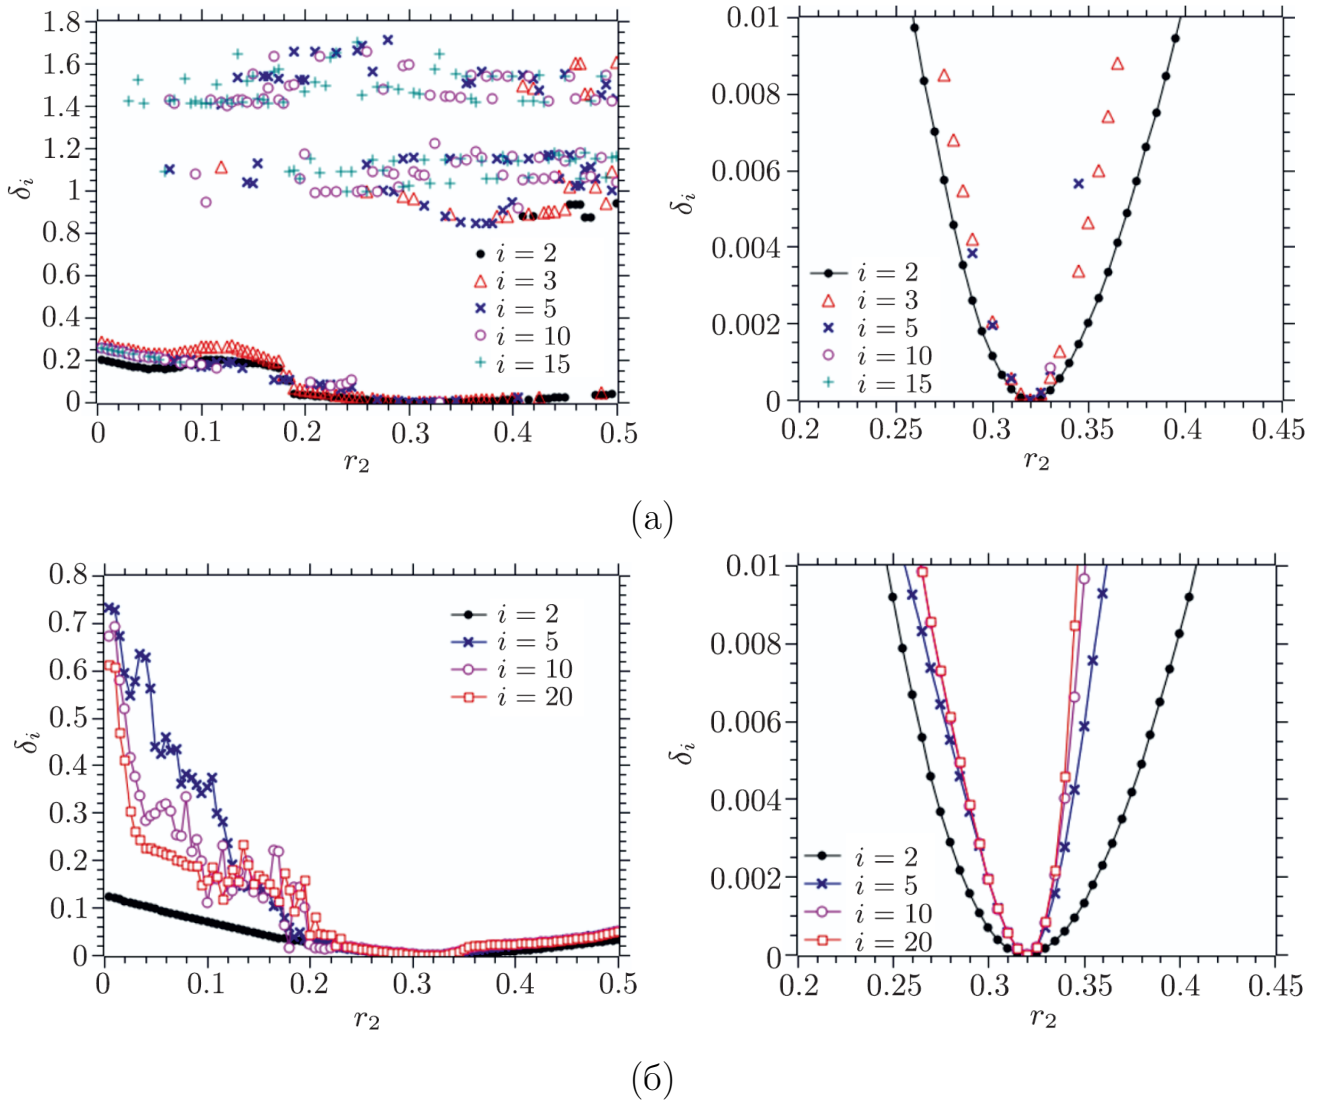 1.8
1.6
1.4
1.2
1
0.8
0.6
0.4
0.2
0
δi
i = 2
i = 3
i = 5
i = 10
i = 15
0 0.1 0.2 0.3 0.4 0.5
r2
0.01
0.008
0.006
0.004
0.002
0
δi
i = 2
i = 3
i = 5
i = 10
i = 15
0.2 0.25 0.3 0.35 0.4 0.45
r2
(а)
0.8
0.7
0.6
0.5
0.4
0.3
0.2
0.1
0
δi
i = 2
i = 5
i = 10
i = 20
0 0.1 0.2 0.3 0.4 0.5
r2
0.01
0.008
0.006
0.004
0.002
0
δi
i = 2
i = 5
i = 10
i = 20
0.2 0.25 0.3 0.35 0.4 0.45
r2
(б)